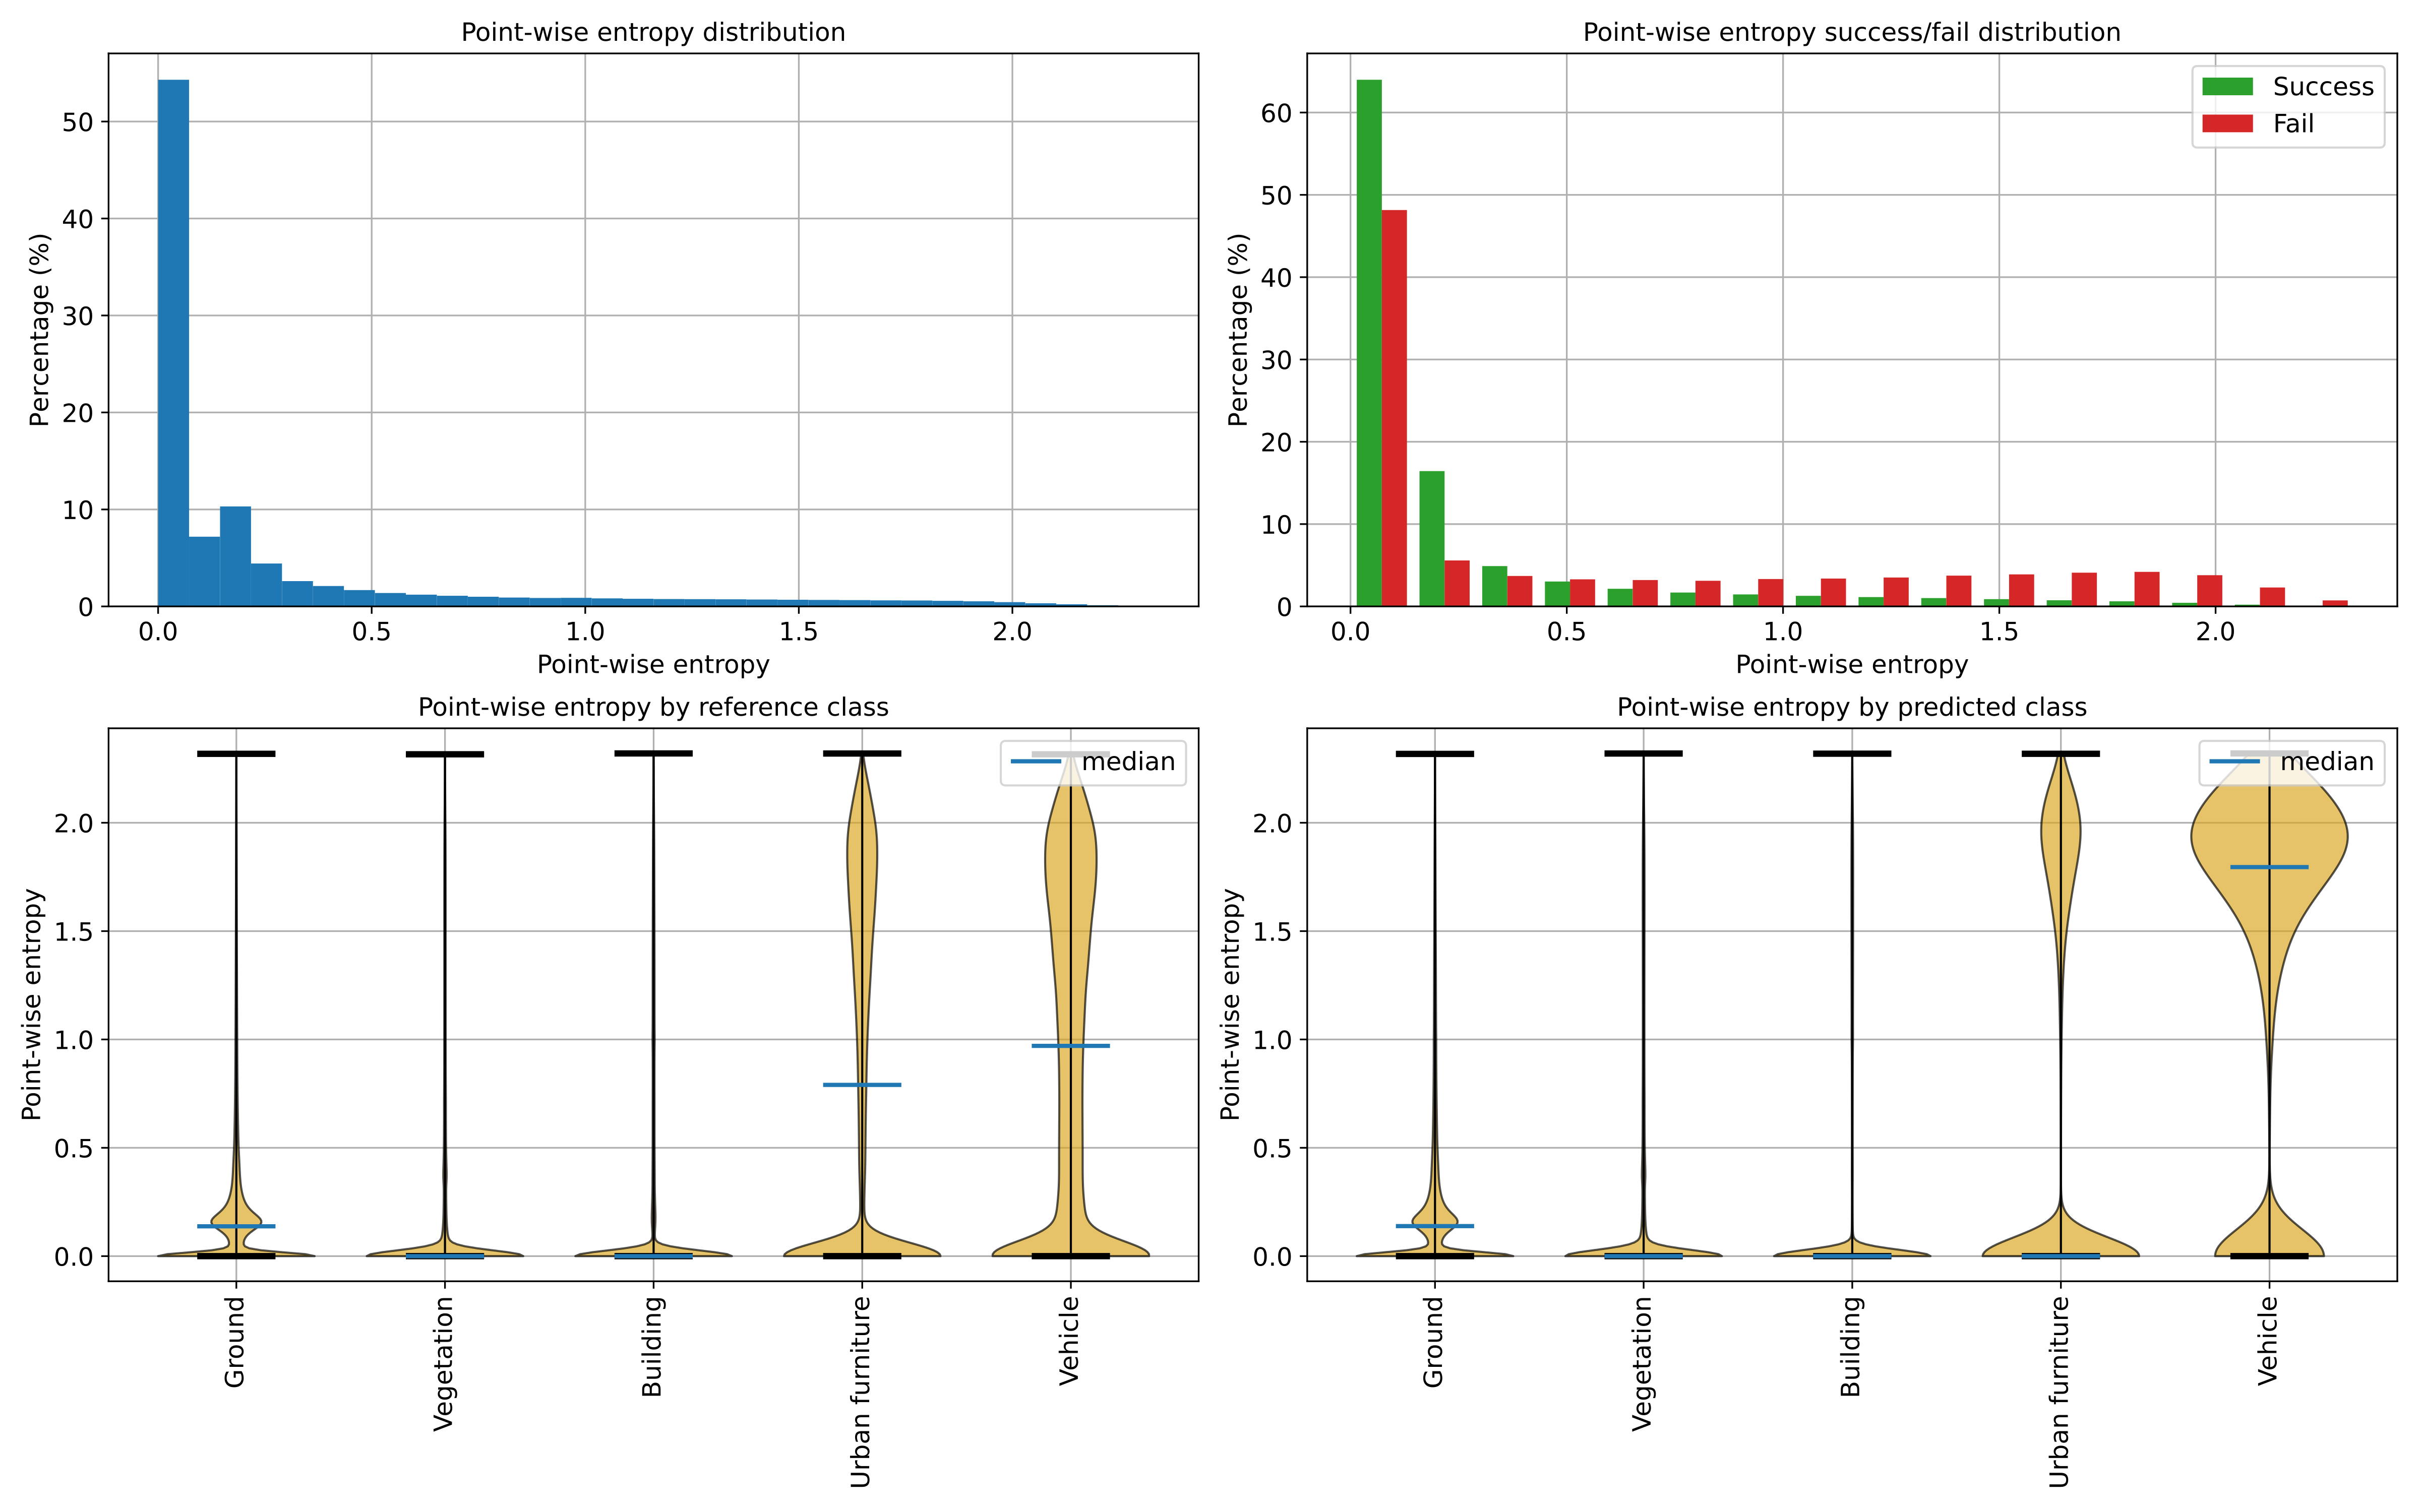 Point-wise entropy distribution
Percentage (%)
50
40
30
20
10
0
0.0 0.5 1.0 1.5 2.0
Point-wise entropy
Point-wise entropy success/fail distribution
Success
Fail
Percentage (%)
60
50
40
30
20
10
0
0.0 0.5 1.0 1.5 2.0
Point-wise entropy
Point-wise entropy by reference class
median
Point-wise entropy
2.0
1.5
1.0
0.5
0.0
Ground
Vegetation
Building
Urban furniture
Vehicle
Point-wise entropy by predicted class
median
Point-wise entropy
2.0
1.5
1.0
0.5
0.0
Ground
Vegetation
Building
Urban furniture
Vehicle